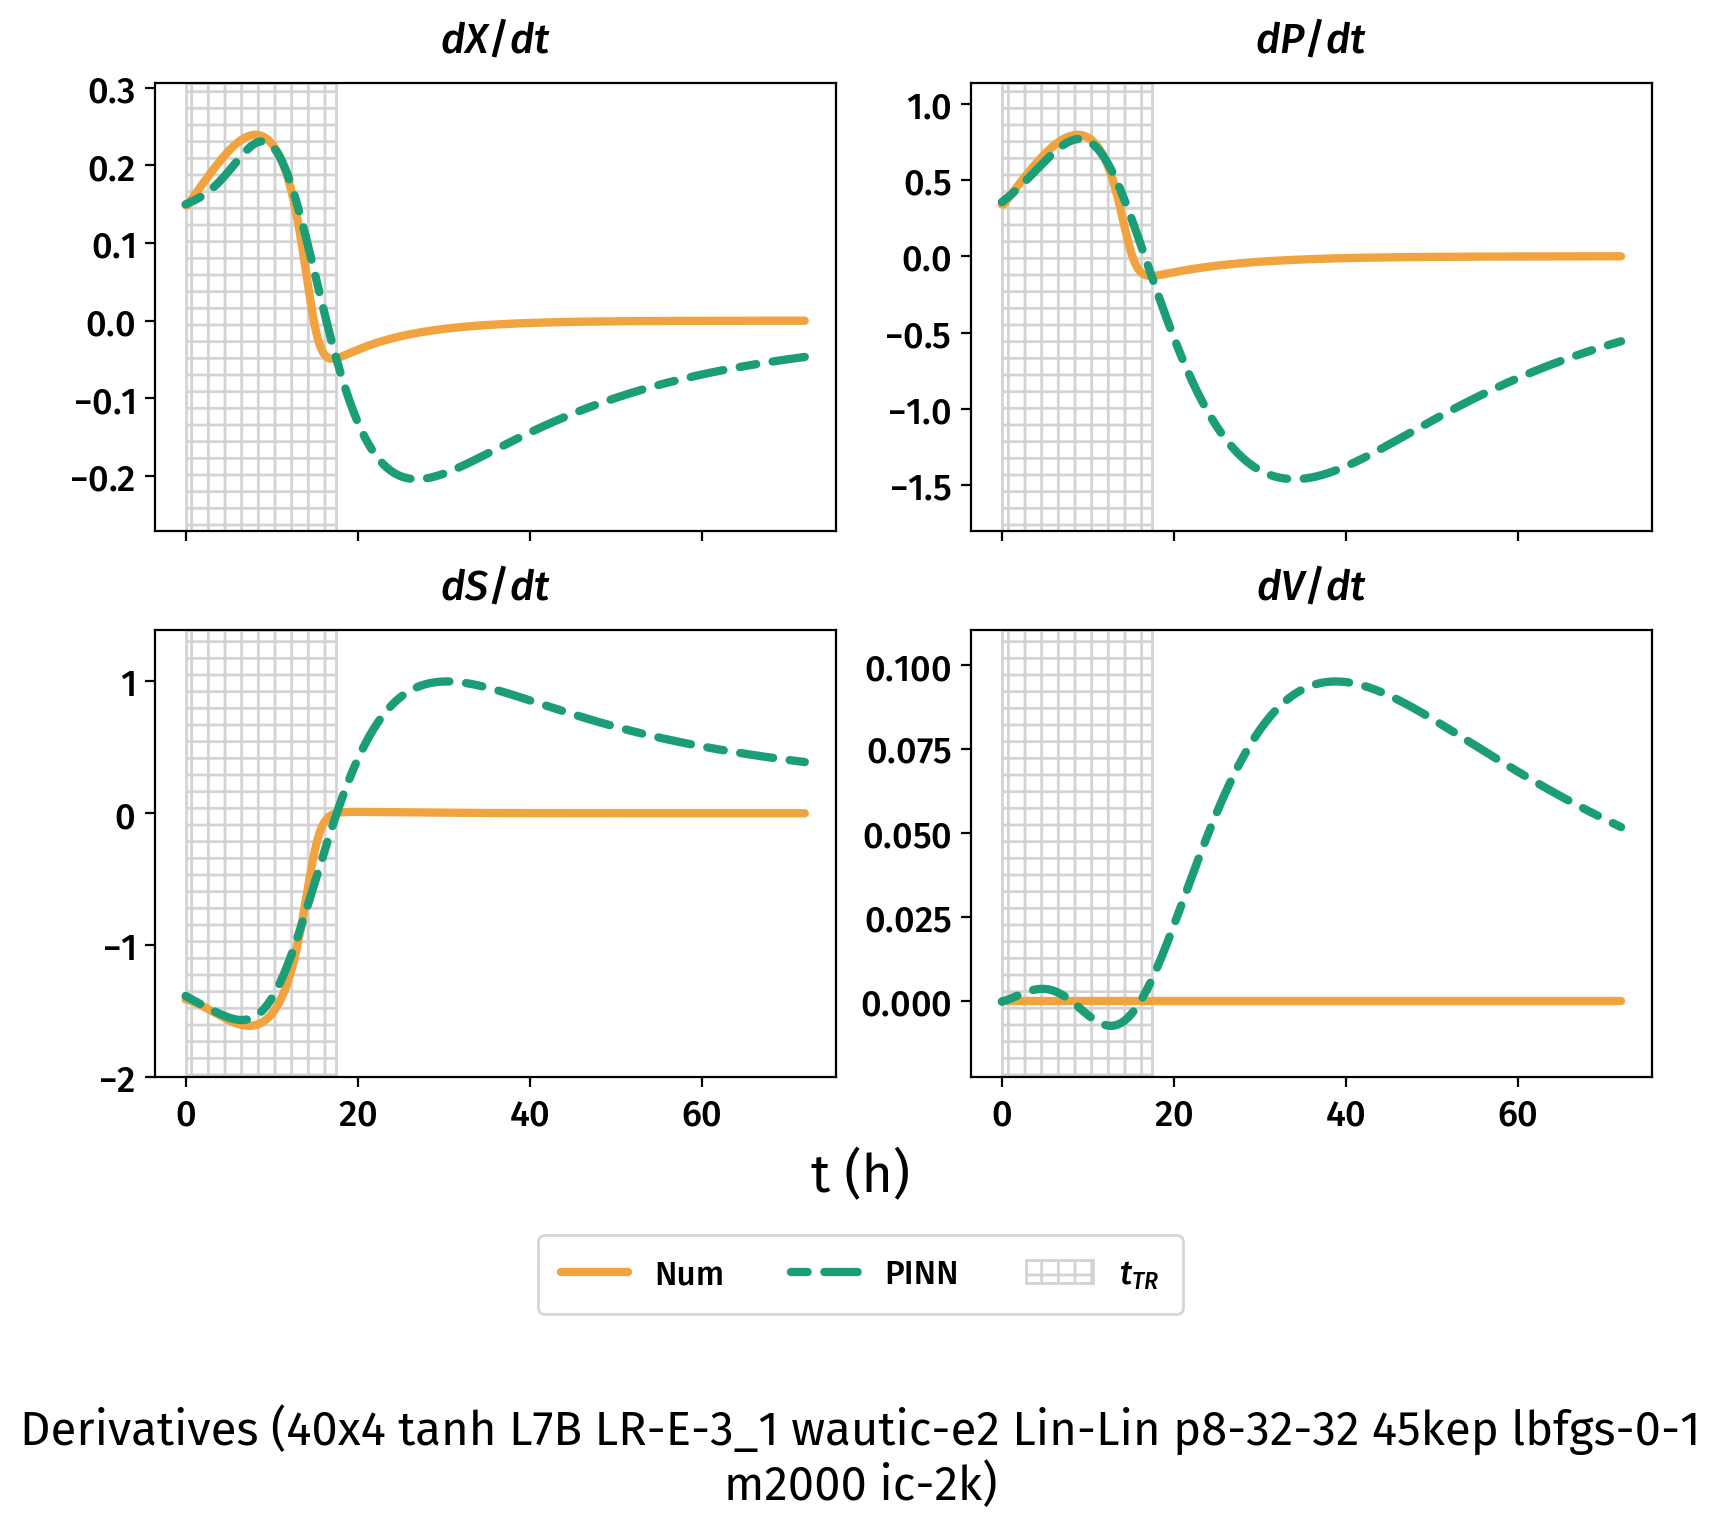 dX/dt
dP/dt
0.3
0.2
0.1
0.0
−0.1
−0.2
1.0
0.5
0.0
−0.5
−1.0
−1.5
dS/dt
dV/dt
1
0
−1
−2
0.100
0.075
0.050
0.025
0.000
0 20 40 60
0 20 40 60
t (h)
Num PINN tTR
Derivatives (40x4 tanh L7B LR-E-3_1 wautic-e2 Lin-Lin p8-32-32 45kep lbfgs-0-1
m2000 ic-2k)